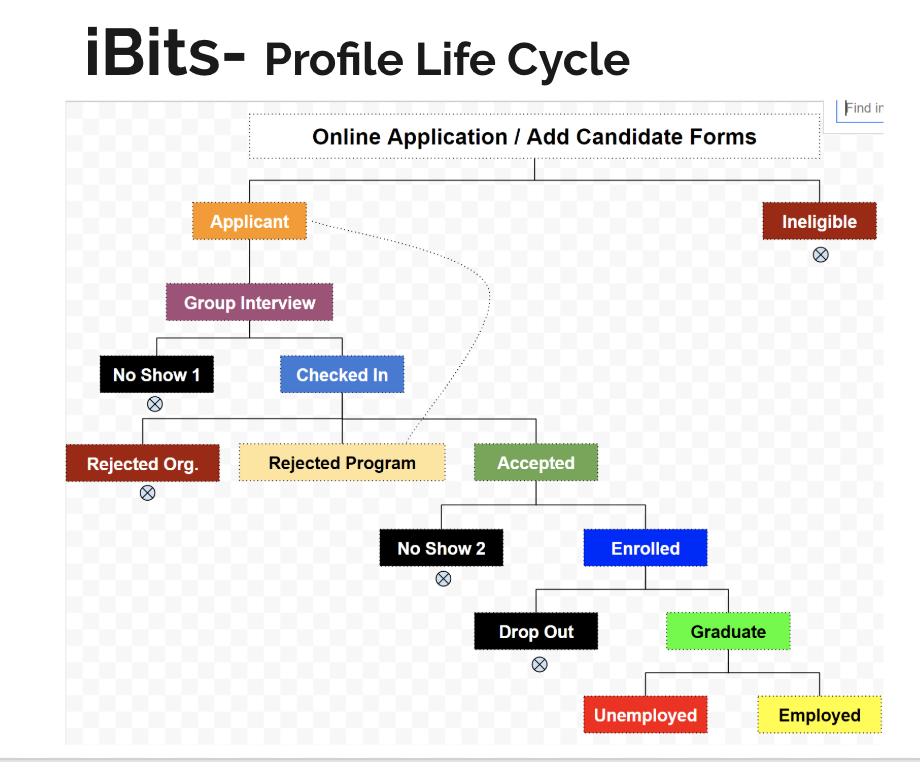 iBits- Profile Life Cycle
Find in
Online Application / Add Candidate Forms
Applicant
Ineligible
Group Interview
No Show 1
Checked In
Rejected Org.
Rejected Program
Accepted
No Show 2
Enrolled
Drop Out
Graduate
Unemployed
Employed